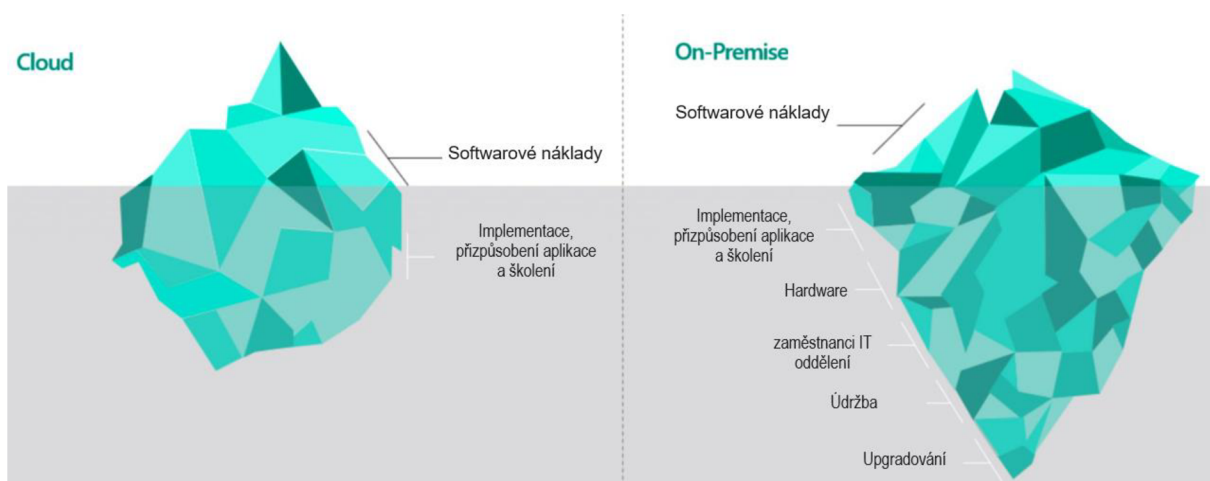 Cloud
Softwarové náklady
Implementace,
přizpůsobení aplikace
a školení
On-Premise
Softwarové náklady
Implementace,
přizpůsobení aplikace
a školení
Hardware
zaměstnanci IT
oddělení
Údržba
Upgradování